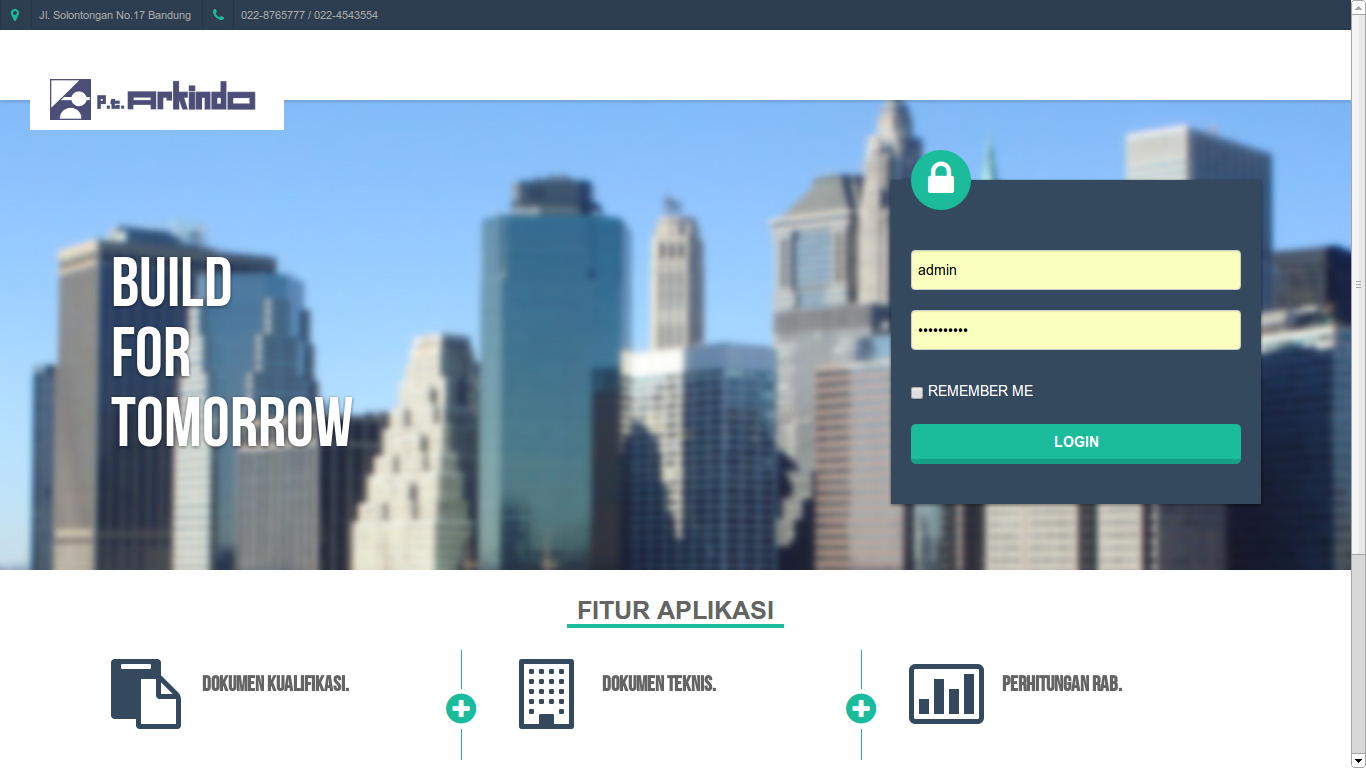 Jl. Solontongan No.17 Bandung
022-8765777 / 022-4543554
P.t. Arkindo
BUILD
FOR
TOMORROW
admin
REMEMBER ME
LOGIN
FITUR APLIKASI
DOKUMEN KUALIFIKASI.
DOKUMEN TEKNIS.
PERHITUNGAN RAB.